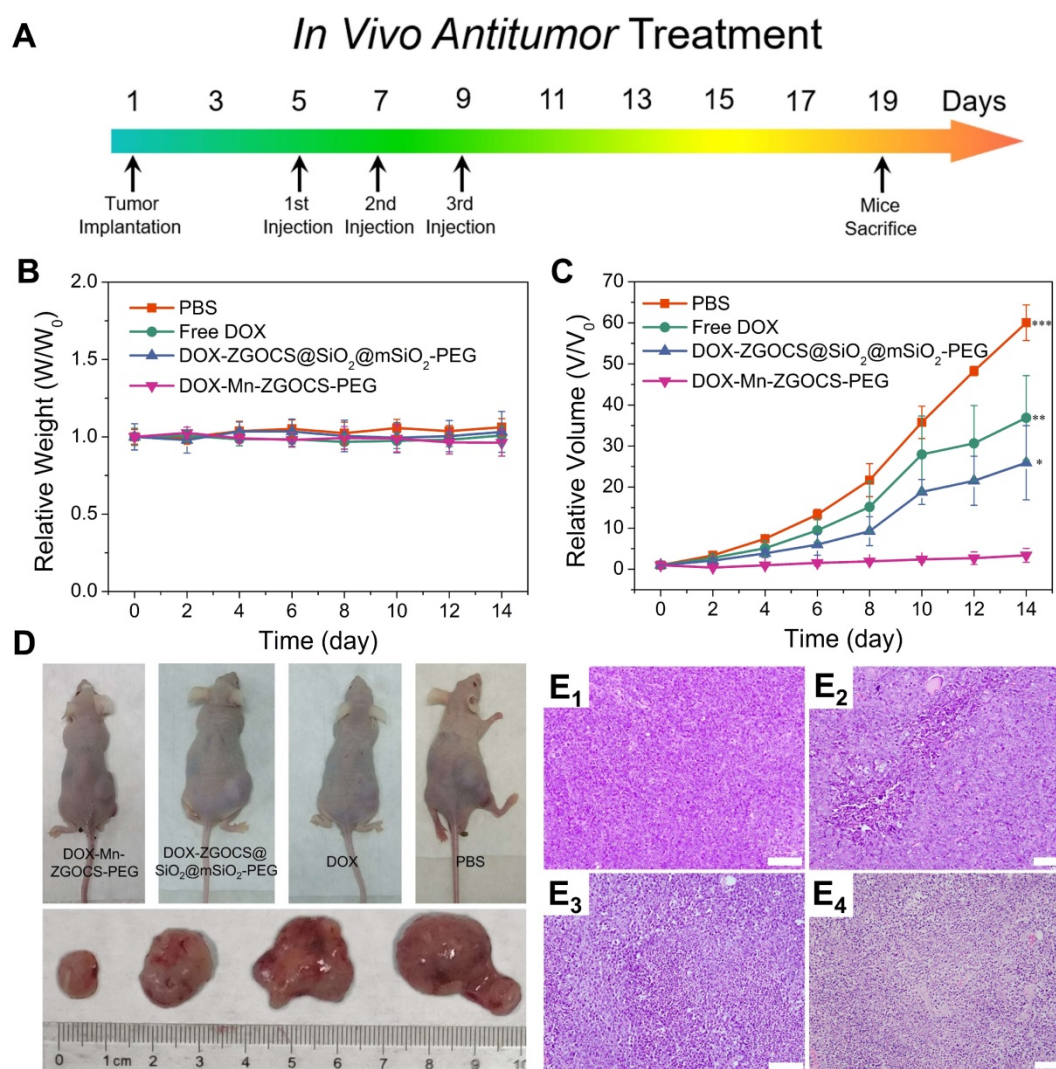 A
In Vivo Antitumor Treatment
1 3 5 7 9 11 13 15 17 19 Days
Tumor
Implantation
1st
Injection
2nd
Injection
3rd
Injection
Mice
Sacrifice
B
Relative Weight (W/W₀)
2.0
1.5
1.0
0.5
0.0
PBS
Free DOX
DOX-ZGOCS@SiO₂@mSiO₂-PEG
DOX-Mn-ZGOCS-PEG
0 2 4 6 8 10 12 14
Time (day)
C
Relative Volume (V/V₀)
70
60
50
40
30
20
10
0
PBS
Free DOX
DOX-ZGOCS@SiO₂@mSiO₂-PEG
DOX-Mn-ZGOCS-PEG
***
**
*
0 2 4 6 8 10 12 14
Time (day)
D
DOX-Mn-
ZGOCS-PEG
DOX-ZGOCS@
SiO₂@mSiO₂-PEG
DOX
PBS
0 1cm 2 3 4 5 6 7 8 9 10
E₁
E₂
E₃
E₄